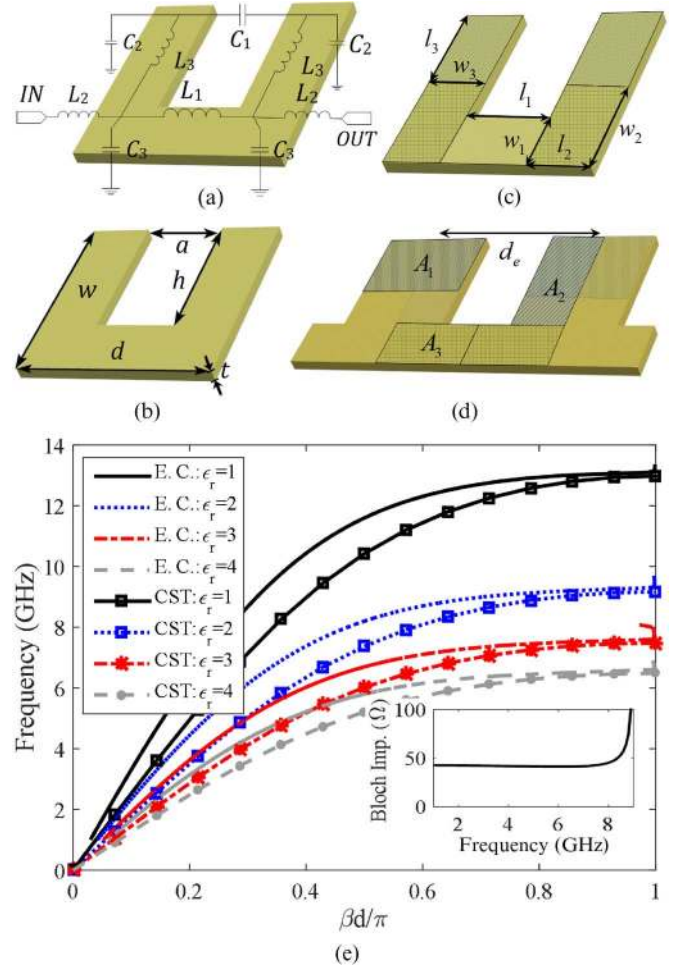 C₂ C₁ C₂
L₃ L₃
IN L₂ L₁ L₂ OUT
C₃ C₃
(a)
l₃ w₃ l₁ w₁ l₂ w₂
(c)
w a h d t
(b)
A₁ dₑ A₂ A₃
(d)
Frequency (GHz)
14
12
10
8
6
4
2
0
E. C.: ϵᵣ=1
E. C.: ϵᵣ=2
E. C.: ϵᵣ=3
E. C.: ϵᵣ=4
CST: ϵᵣ=1
CST: ϵᵣ=2
CST: ϵᵣ=3
CST: ϵᵣ=4
Bloch Imp. (Ω)
100
50
0
2 4 6 8
Frequency (GHz)
0 0.2 0.4 0.6 0.8 1
βd/π
(e)